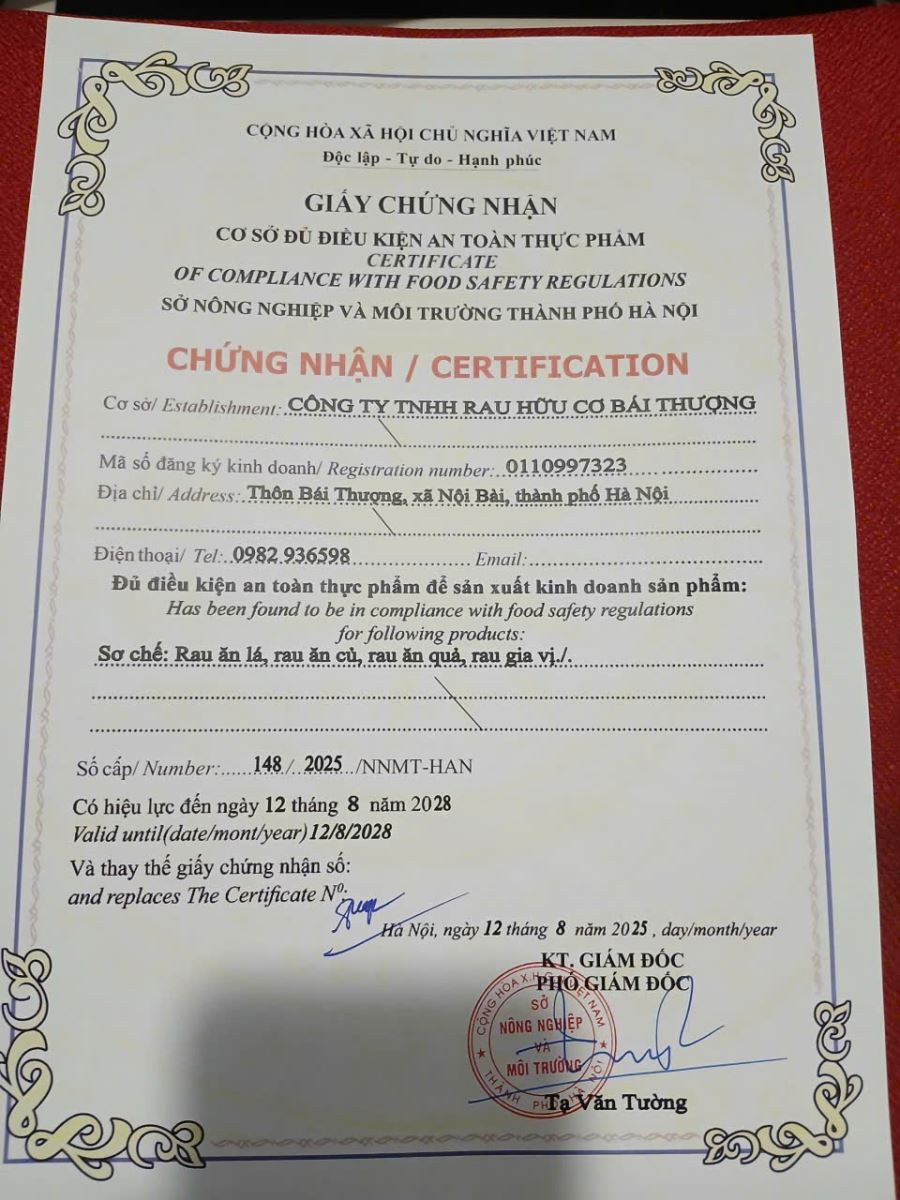 CỘNG HÒA XÃ HỘI CHỦ NGHĨA VIỆT NAM
Độc lập - Tự do - Hạnh phúc
GIẤY CHỨNG NHẬN
CƠ SỞ ĐỦ ĐIỀU KIỆN AN TOÀN THỰC PHẨM
CERTIFICATE
OF COMPLIANCE WITH FOOD SAFETY REGULATIONS
SỞ NÔNG NGHIỆP VÀ MÔI TRƯỜNG THÀNH PHỐ HÀ NỘI
CHỨNG NHẬN / CERTIFICATION
Cơ sở/ Establishment: CÔNG TY TNHH RAU HỮU CƠ BÁI THƯỢNG
Mã số đăng ký kinh doanh/ Registration number: 0110997323
Địa chỉ/ Address: Thôn Bái Thượng, xã Nội Bài, thành phố Hà Nội
Điện thoại/ Tel: 0982 936598 Email:
Đủ điều kiện an toàn thực phẩm để sản xuất kinh doanh sản phẩm:
Has been found to be in compliance with food safety regulations
for following products:
Sơ chế: Rau ăn lá, rau ăn củ, rau ăn quả, rau gia vị./.
Số cấp/ Number:......148/..2025../NNMT-HAN
Có hiệu lực đến ngày 12 tháng 8 năm 2028
Valid until(date/mont/year)12/8/2028
Và thay thế giấy chứng nhận số:
and replaces The Certificate Nº:
Hà Nội, ngày 12 tháng 8 năm 2025 , day/month/year
KT. GIÁM ĐỐC
PHÓ GIÁM ĐỐC
CỘNG HÒA X.H.C.N VIỆT NAM
SỞ
NÔNG NGHIỆP
VÀ
MÔI TRƯỜNG
THÀNH PHỐ HÀ NỘI
Tạ Văn Tường